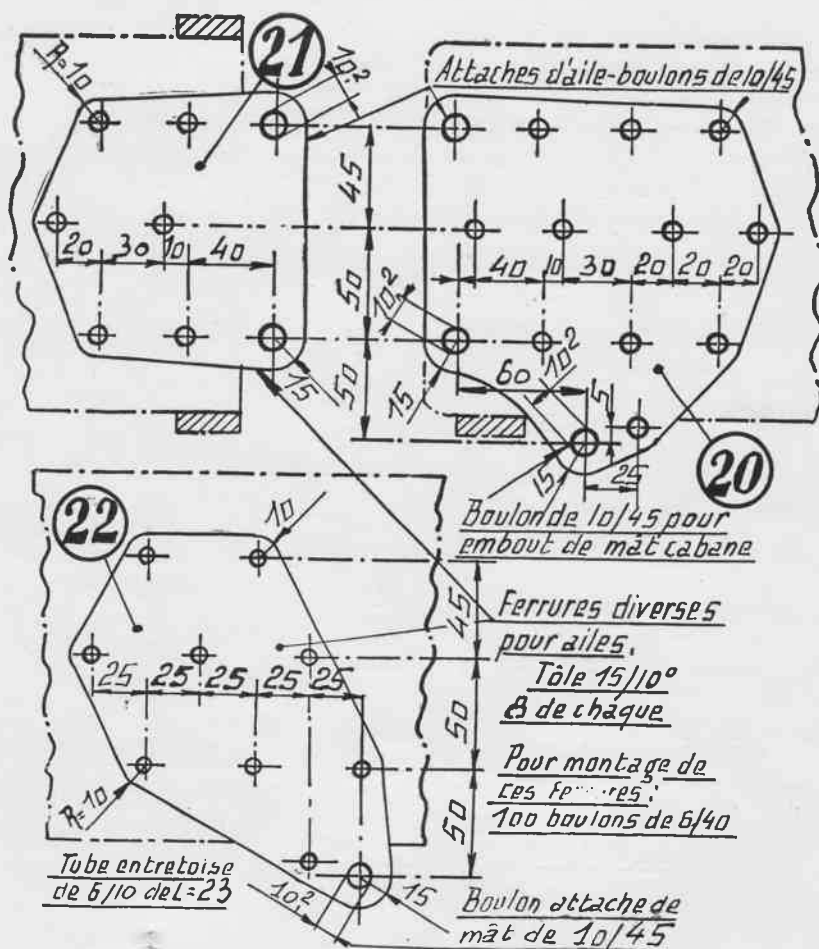 21
R=10
10²
Attaches d'aile-boulons de 10/45
45
20 30 10 40
50
40 10 30 20 20 20
10²
15
50
60
10²
15
5
15
25
20
Boulon de 10/45 pour
embout de mât cabane
22
10
45
Ferrures diverses
pour ailes.
Tôle 15/10°
8 de chaque
25 25 25 25 25
50
Pour montage de
ces
100 boulons de 6/40
R=10
50
Tube entretoise
de 6/10 de L=23
10²
15
Boulon attache de
mât de 10/45